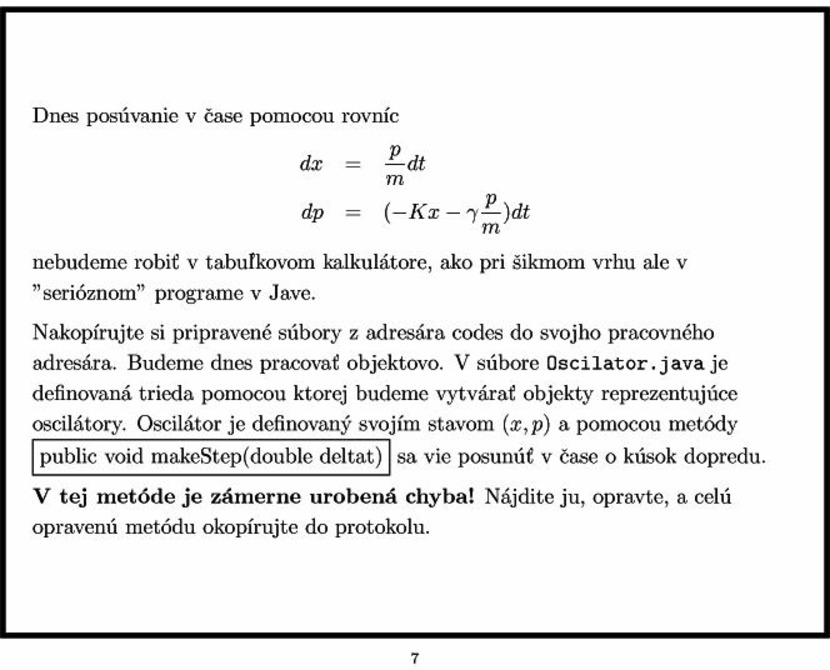 Dnes posúvanie v čase pomocou rovníc
dx = p/m dt
dp = (−Kx − γ p/m)dt
nebudeme robiť v tabuľkovom kalkulátore, ako pri šikmom vrhu ale v
”serióznom” programe v Jave.
Nakopírujte si pripravené súbory z adresára codes do svojho pracovného
adresára. Budeme dnes pracovať objektovo. V súbore Oscilator.java je
definovaná trieda pomocou ktorej budeme vytvárať objekty reprezentujúce
oscilátory. Oscilátor je definovaný svojím stavom (x, p) a pomocou metódy
public void makeStep(double deltat) sa vie posunúť v čase o kúsok dopredu.
V tej metóde je zámerne urobená chyba! Nájdite ju, opravte, a celú
opravenú metódu okopírujte do protokolu.
7